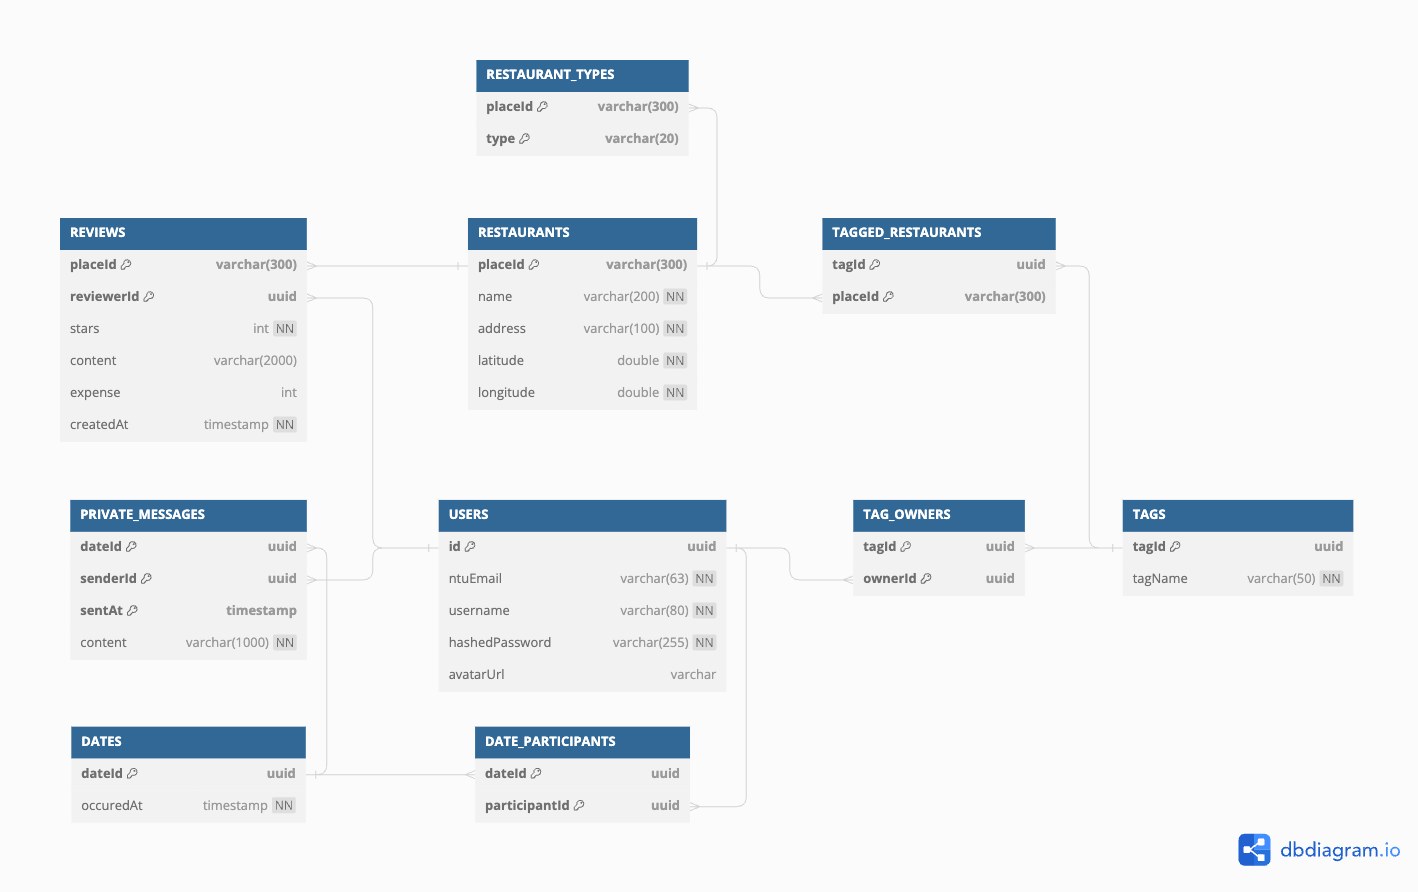 RESTAURANT_TYPES
placeId varchar(300)
type varchar(20)
REVIEWS
placeId varchar(300)
reviewerId uuid
stars int NN
content varchar(2000)
expense int
createdAt timestamp NN
RESTAURANTS
placeId varchar(300)
name varchar(200) NN
address varchar(100) NN
latitude double NN
longitude double NN
TAGGED_RESTAURANTS
tagId uuid
placeId varchar(300)
PRIVATE_MESSAGES
dateId uuid
senderId uuid
sentAt timestamp
content varchar(1000) NN
USERS
id uuid
ntuEmail varchar(63) NN
username varchar(80) NN
hashedPassword varchar(255) NN
avatarUrl varchar
TAG_OWNERS
tagId uuid
ownerId uuid
TAGS
tagId uuid
tagName varchar(50) NN
DATES
dateId uuid
occuredAt timestamp NN
DATE_PARTICIPANTS
dateId uuid
participantId uuid
dbdiagram.io